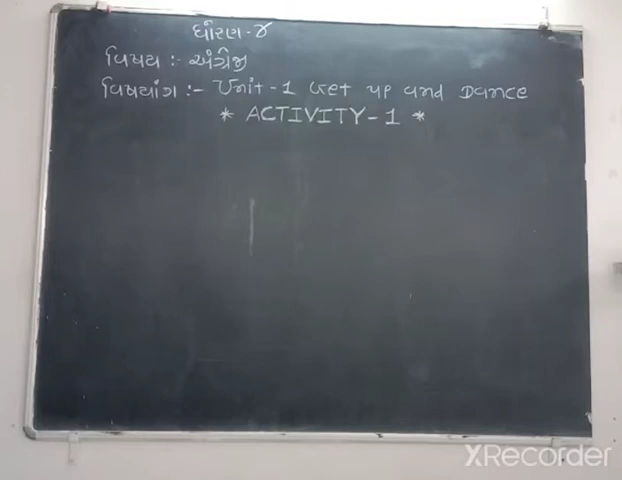 ધોરણ - ૪
વિષય :- અંગ્રેજી
વિષયાંગ :- Unit - 1 Get up and Dance
* ACTIVITY - 1 *
XRecorder